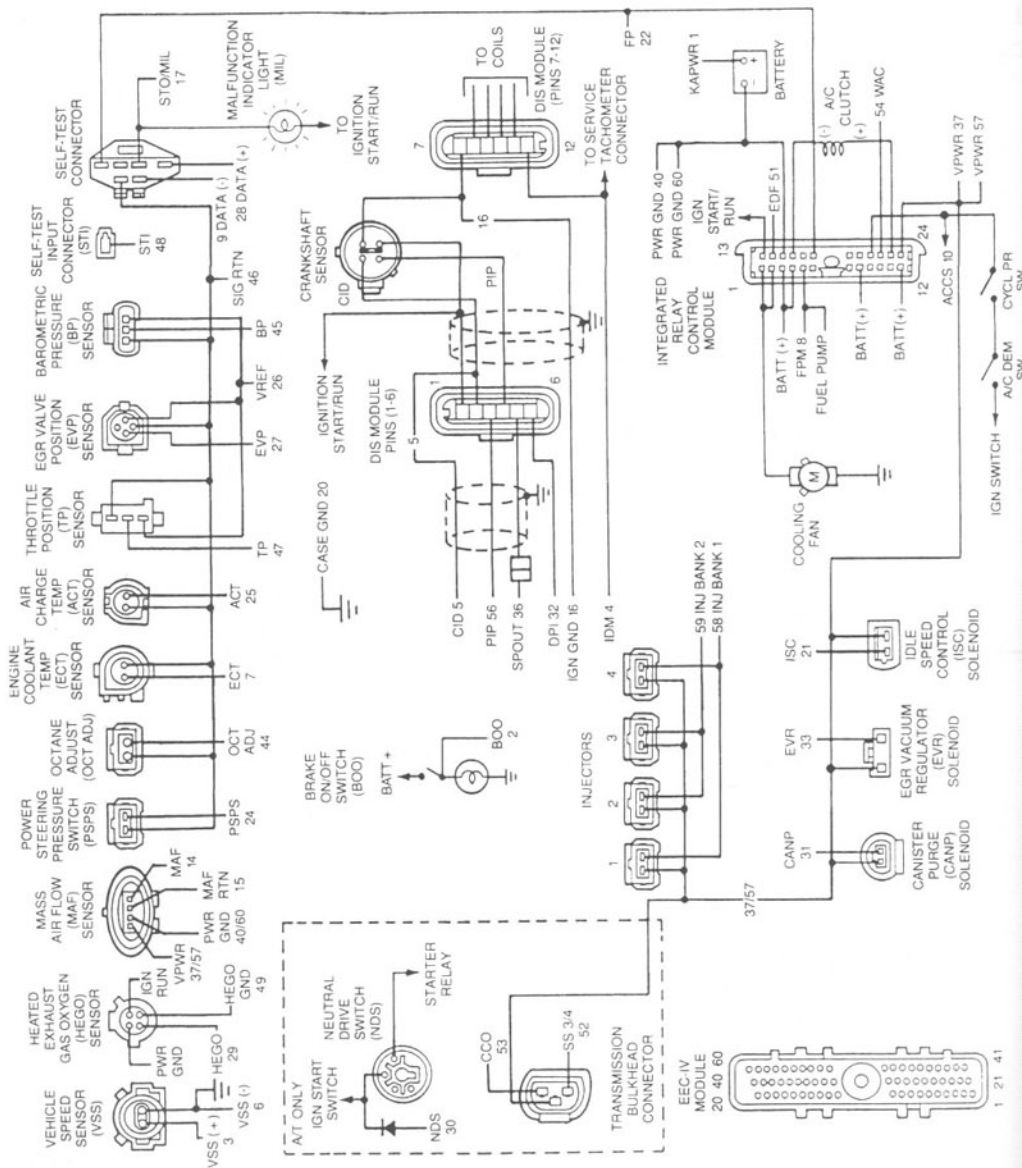 VEHICLE
SPEED
SENSOR
(VSS)
VSS (+)
3
VSS (-)
6
HEATED
EXHAUST
GAS OXYGEN
(HEGO)
SENSOR
PWR
GND
IGN
RUN
HEGO
29
HEGO
GND
49
MASS
AIR FLOW
(MAF)
SENSOR
VPWR
37/57
PWR
GND
40/60
MAF
RTN
15
MAF
14
POWER
STEERING
PRESSURE
SWITCH
(PSPS)
PSPS
24
OCTANE
ADJUST
(OCT ADJ)
OCT
ADJ
44
ENGINE
COOLANT
TEMP
(ECT)
SENSOR
ECT
7
AIR
CHARGE
TEMP
(ACT)
SENSOR
ACT
25
THROTTLE
POSITION
(TP)
SENSOR
TP
47
EGR VALVE
POSITION
(EVP)
SENSOR
EVP
27
VREF
26
BAROMETRIC
PRESSURE
(BP)
SENSOR
BP
45
SIG RTN
46
SELF-TEST
INPUT
CONNECTOR
(STI)
STI
48
SELF-TEST
CONNECTOR
9 DATA (-)
28 DATA (+)
STO/MIL
17
MALFUNCTION
INDICATOR
LIGHT
(MIL)
TO
IGNITION
START/RUN
A/T ONLY
IGN START
SWITCH
NEUTRAL
DRIVE
SWITCH
(NDS)
STARTER
RELAY
NDS
30
CCO
53
SS 3/4
52
TRANSMISSION
BULKHEAD
CONNECTOR
BRAKE
ON/OFF
SWITCH
(BOO)
BATT +
BOO
2
CASE GND 20
CID 5
PIP 56
SPOUT 36
DPI 32
IGN GND 16
IDM 4
5
IGNITION
START/RUN
DIS MODULE
PINS (1-6)
1
6
CRANKSHAFT
SENSOR
CID
PIP
16
7
12
TO
COILS
DIS MODULE
(PINS 7-12)
TO SERVICE
TACHOMETER
CONNECTOR
FP
22
INJECTORS
1
2
3
4
59 INJ BANK 2
58 INJ BANK 1
37/57
CANP
31
CANISTER
PURGE
(CANP)
SOLENOID
EVR
33
EGR VACUUM
REGULATOR
(EVR)
SOLENOID
ISC
21
IDLE
SPEED
CONTROL
(ISC)
SOLENOID
COOLING
FAN
M
INTEGRATED
RELAY
CONTROL
MODULE
1
13
12
24
BATT (+)
FPM 8
FUEL PUMP
BATT(+)
BATT(+)
PWR GND 40
PWR GND 60
IGN
START/
RUN
EDF 51
KAPWR 1
+
-
BATTERY
A/C
CLUTCH
(-)
(+)
54 WAC
VPWR 37
VPWR 57
ACCS 10
IGN SWITCH
A/C DEM
SW
CYCL PR
SW
EEC-IV
MODULE
20 40 60
1 21 41